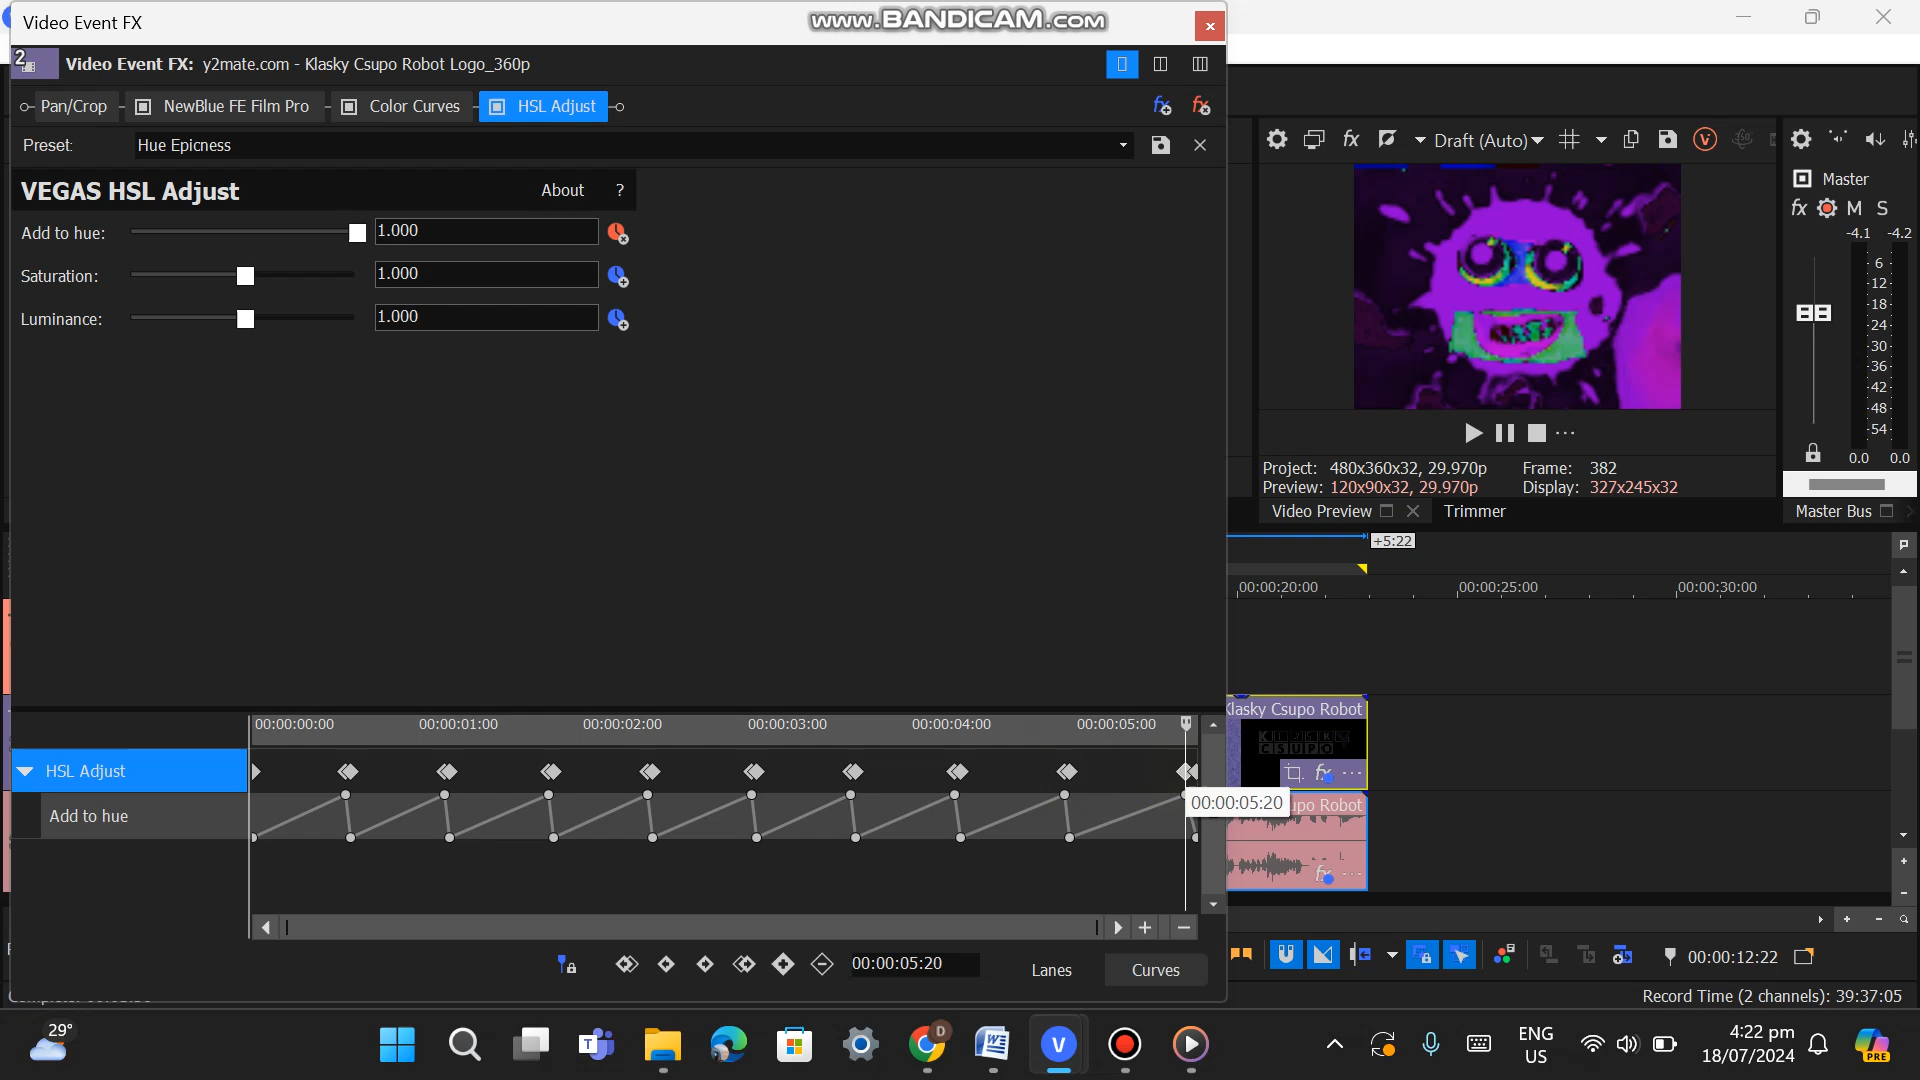 Video Event FX
www.BANDICAM.com
2
Video Event FX: y2mate.com - Klasky Csupo Robot Logo_360p
Pan/Crop
NewBlue FE Film Pro
Color Curves
HSL Adjust
Preset:
Hue Epicness
VEGAS HSL Adjust
About
?
Add to hue:
1.000
Saturation:
1.000
Luminance:
1.000
fx
Draft (Auto)
Master
fx
M
S
-4.1
-4.2
6
12
18
24
30
36
42
48
54
0.0
0.0
Project: 480x360x32, 29.970p
Frame: 382
Preview: 120x90x32, 29.970p
Display: 327x245x32
Video Preview
Trimmer
Master Bus
+5:22
00:00:20:00
00:00:25:00
00:00:30:00
Klasky Csupo Robot
KLASKY
CSUPO
fx
upo Robot
fx
00:00:00:00
00:00:01:00
00:00:02:00
00:00:03:00
00:00:04:00
00:00:05:00
HSL Adjust
Add to hue
00:00:05:20
00:00:05:20
Lanes
Curves
00:00:12:22
Record Time (2 channels): 39:37:05
29°
ENG
US
4:22 pm
18/07/2024
D
PRE